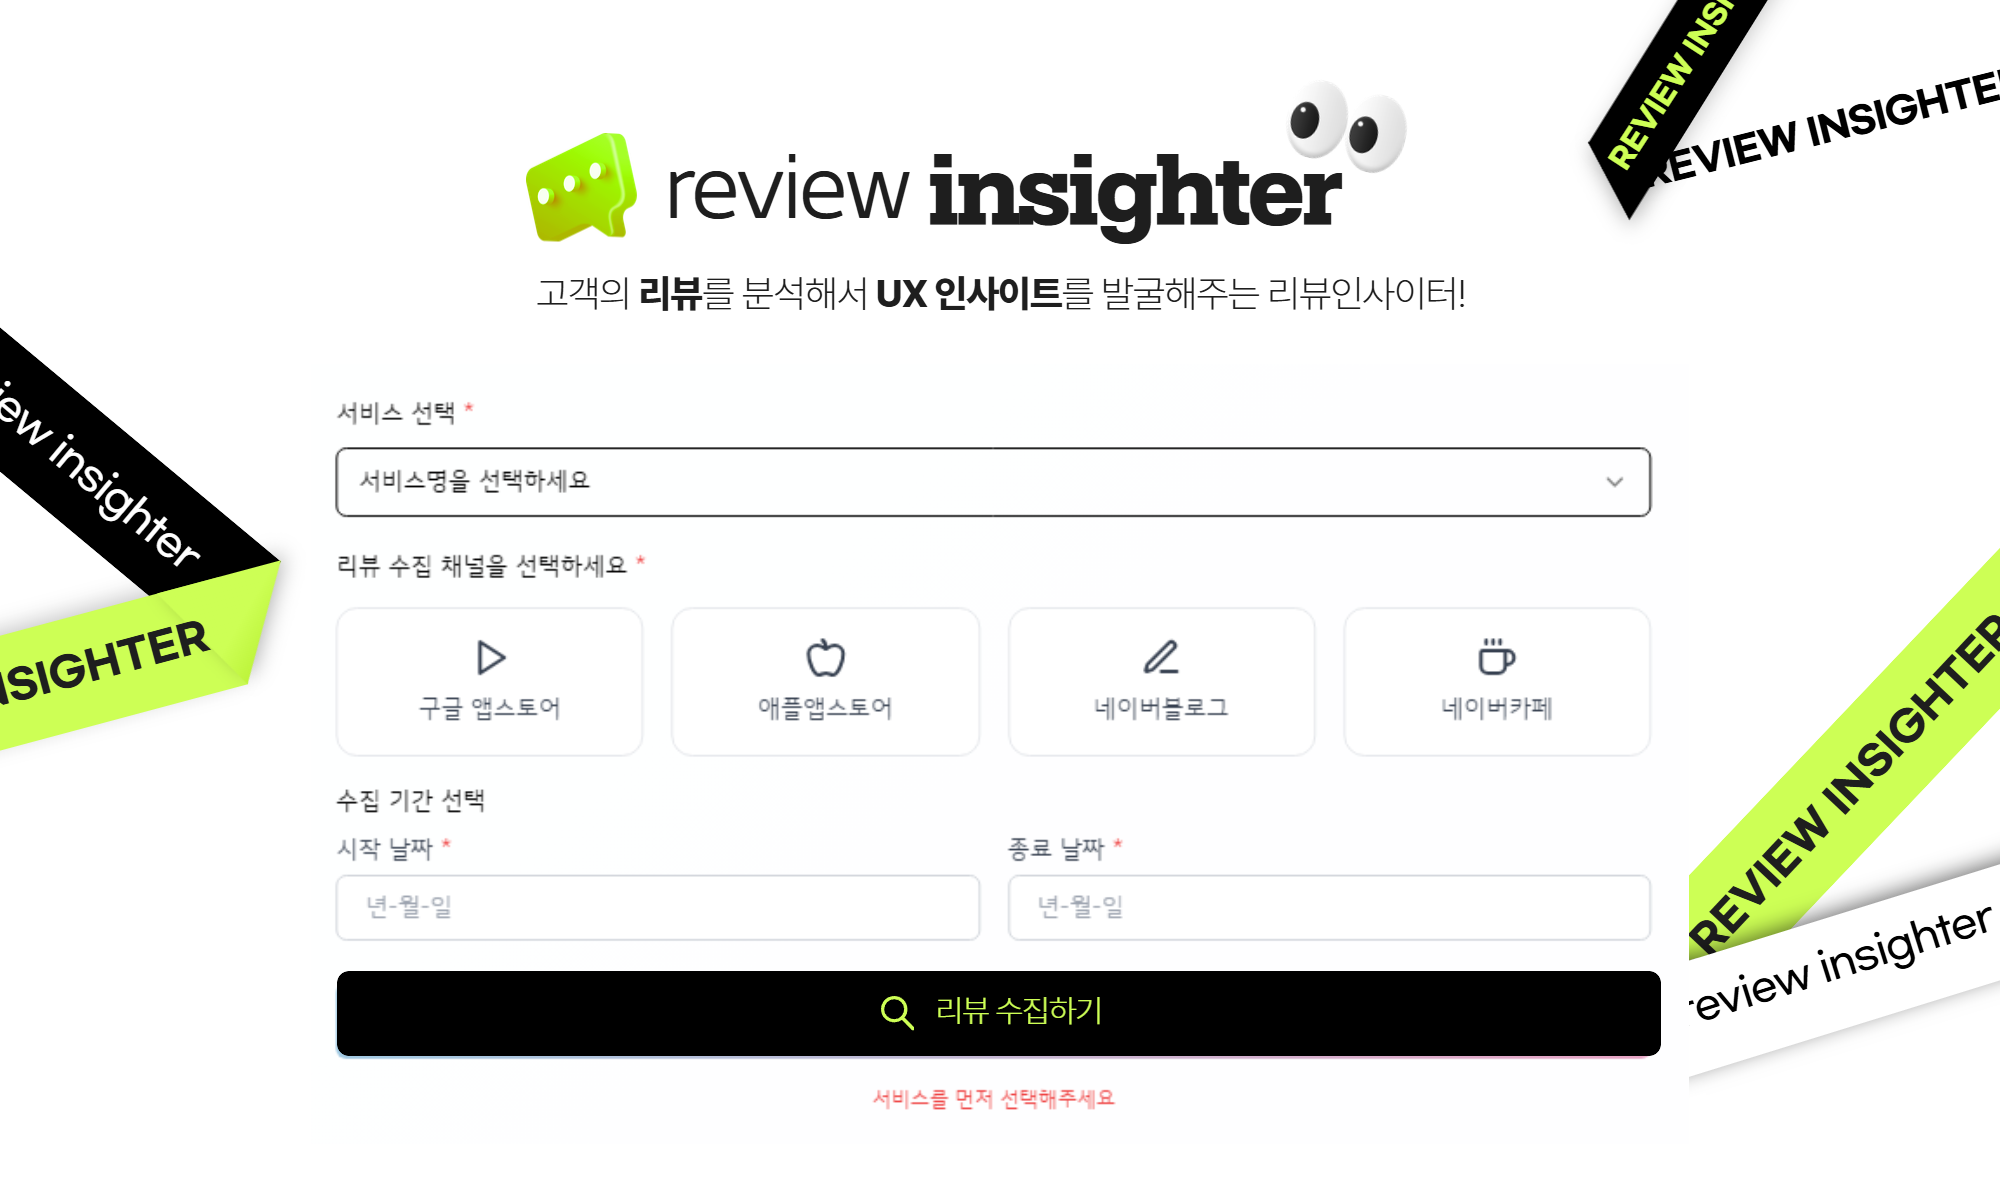 REVIEW INSI
REVIEW INSIGHTE
review insighter
고객의 리뷰를 분석해서 UX 인사이트를 발굴해주는 리뷰인사이터!
iew insighter
NSIGHTER
서비스 선택 *
서비스명을 선택하세요
리뷰 수집 채널을 선택하세요 *
구글 앱스토어
애플앱스토어
네이버블로그
네이버카페
수집 기간 선택
시작 날짜 *
종료 날짜 *
년-월-일
년-월-일
리뷰 수집하기
서비스를 먼저 선택해주세요
REVIEW INSIGHTER
review insighter